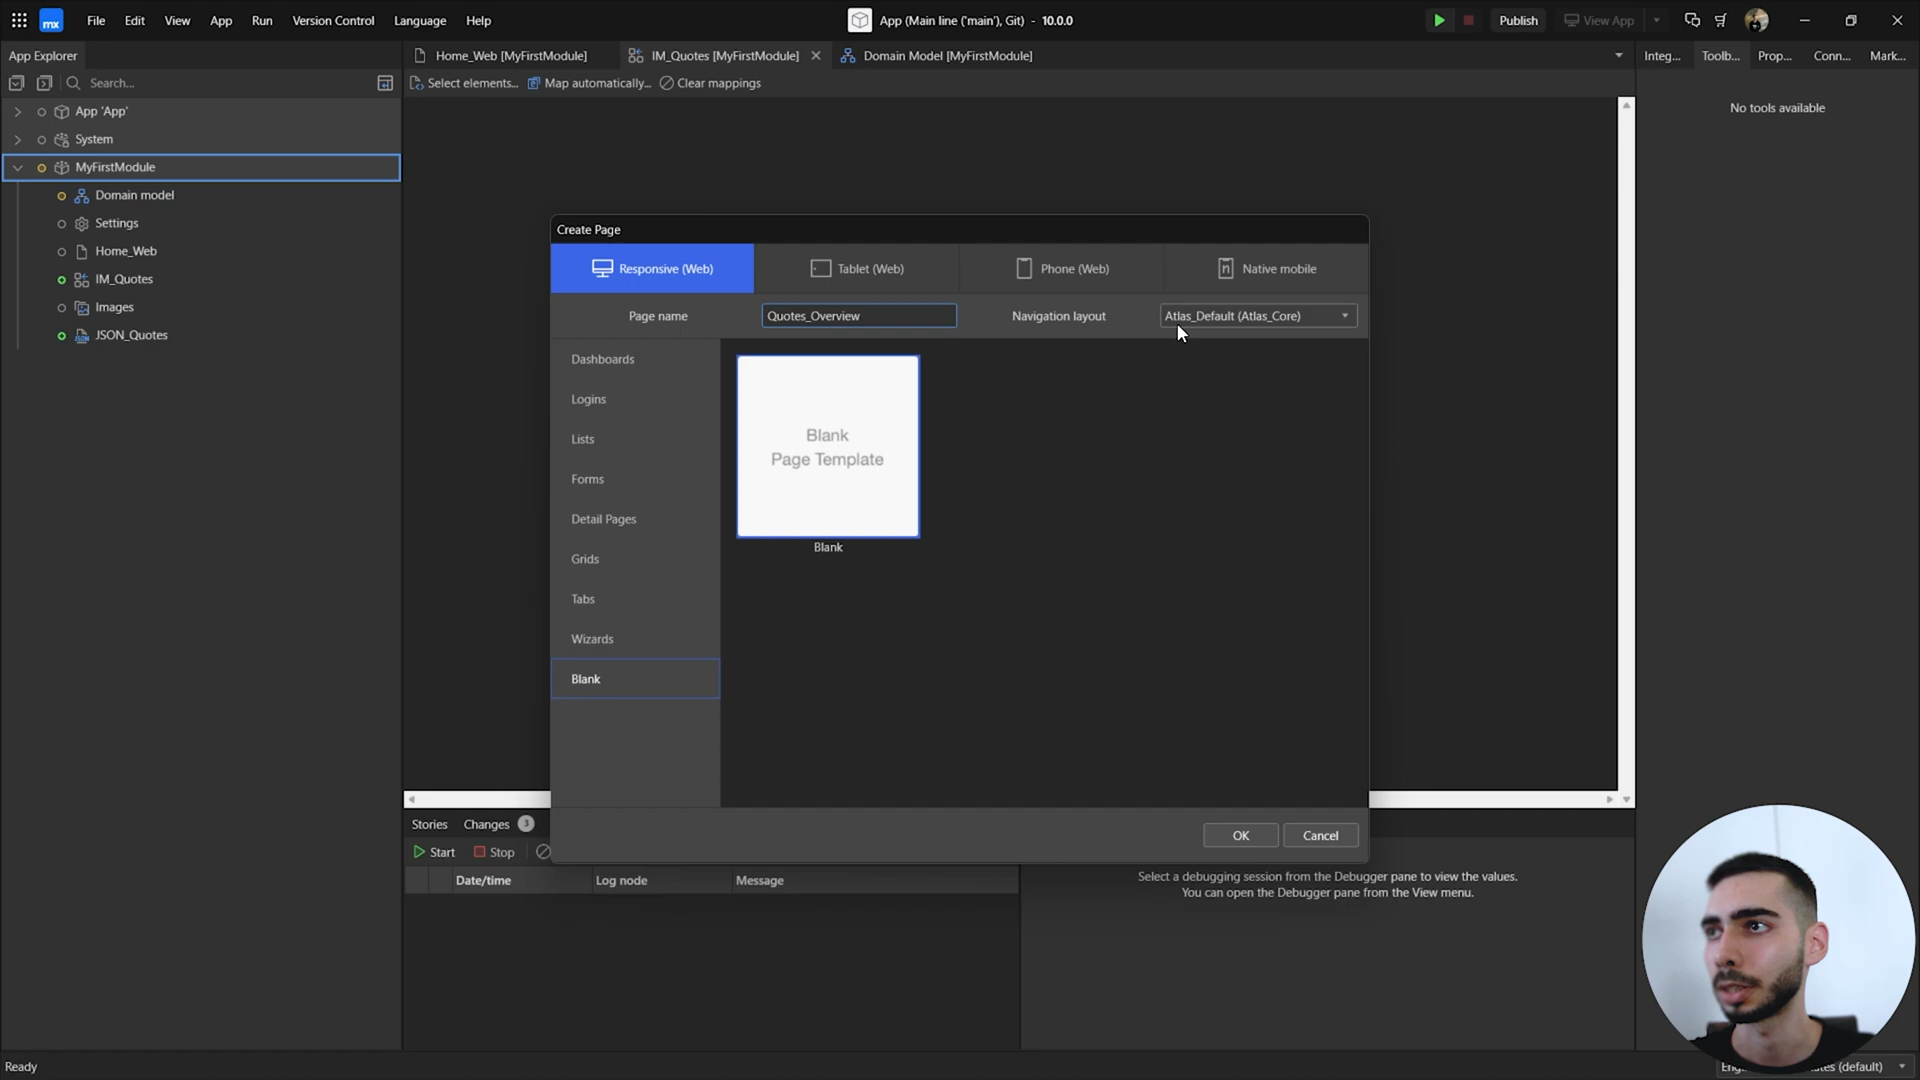 mx
File
Edit
View
App
Run
Version Control
Language
Help
App (Main line ('main'), Git) - 10.0.0
Publish
View App
App Explorer
Home_Web [MyFirstModule]
IM_Quotes [MyFirstModule]
Domain Model [MyFirstModule]
Integ...
Toolb...
Prop...
Conn...
Mark...
Search...
Select elements...
Map automatically...
Clear mappings
No tools available
App 'App'
System
MyFirstModule
Domain model
Settings
Home_Web
IM_Quotes
Images
JSON_Quotes
Create Page
Responsive (Web)
Tablet (Web)
Phone (Web)
Native mobile
Page name
Quotes_Overview
Navigation layout
Atlas_Default (Atlas_Core)
Dashboards
Logins
Lists
Forms
Detail Pages
Grids
Tabs
Wizards
Blank
Blank
Page Template
Blank
OK
Cancel
Stories
Changes
3
Start
Stop
Date/time
Log node
Message
Select a debugging session from the Debugger pane to view the values.
You can open the Debugger pane from the View menu.
Ready
(default)